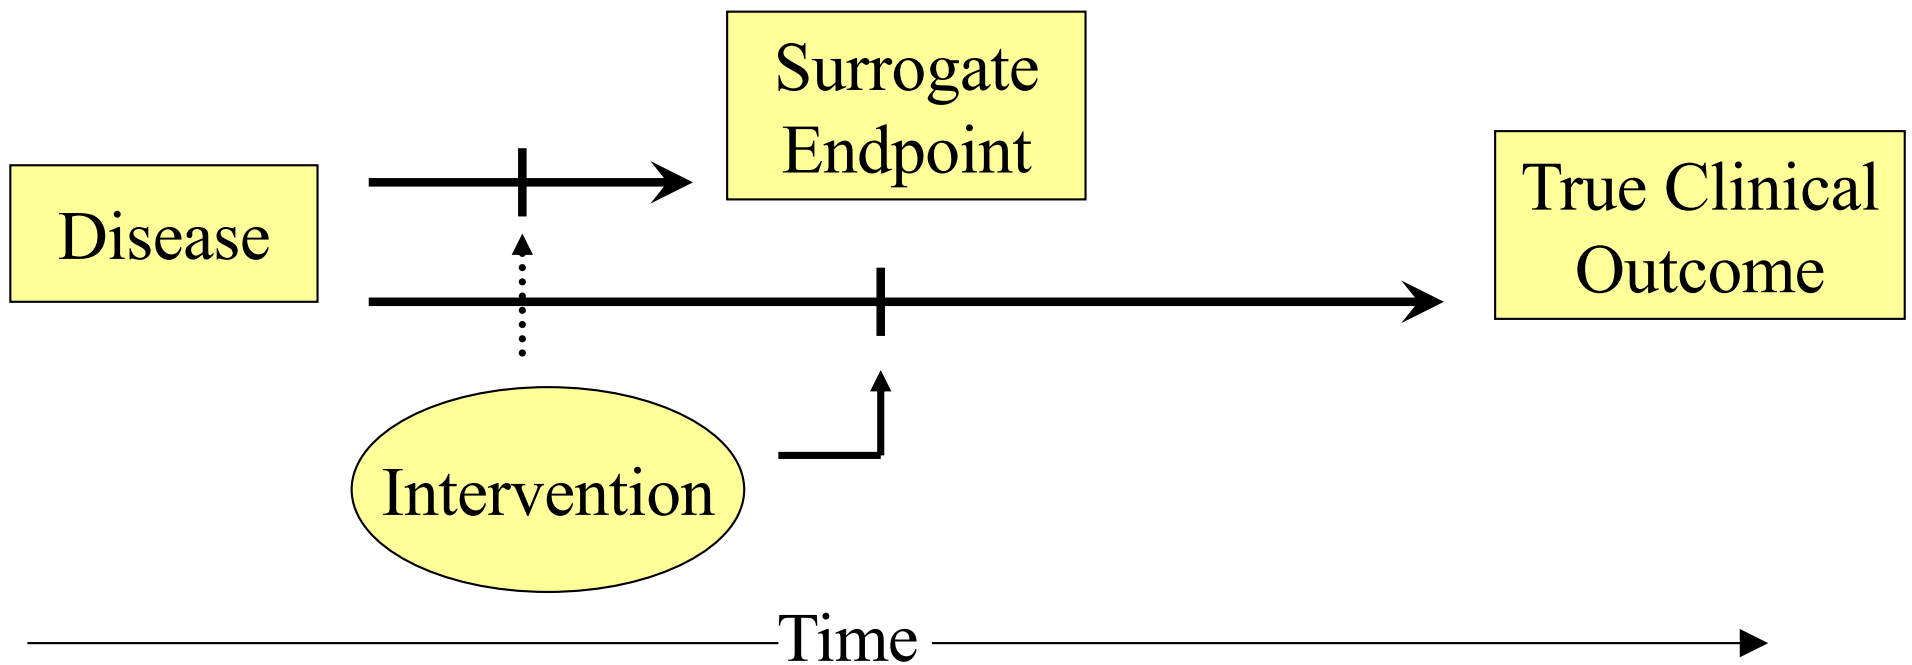 Surrogate
Endpoint
Disease
True Clinical
Outcome
Intervention
Time